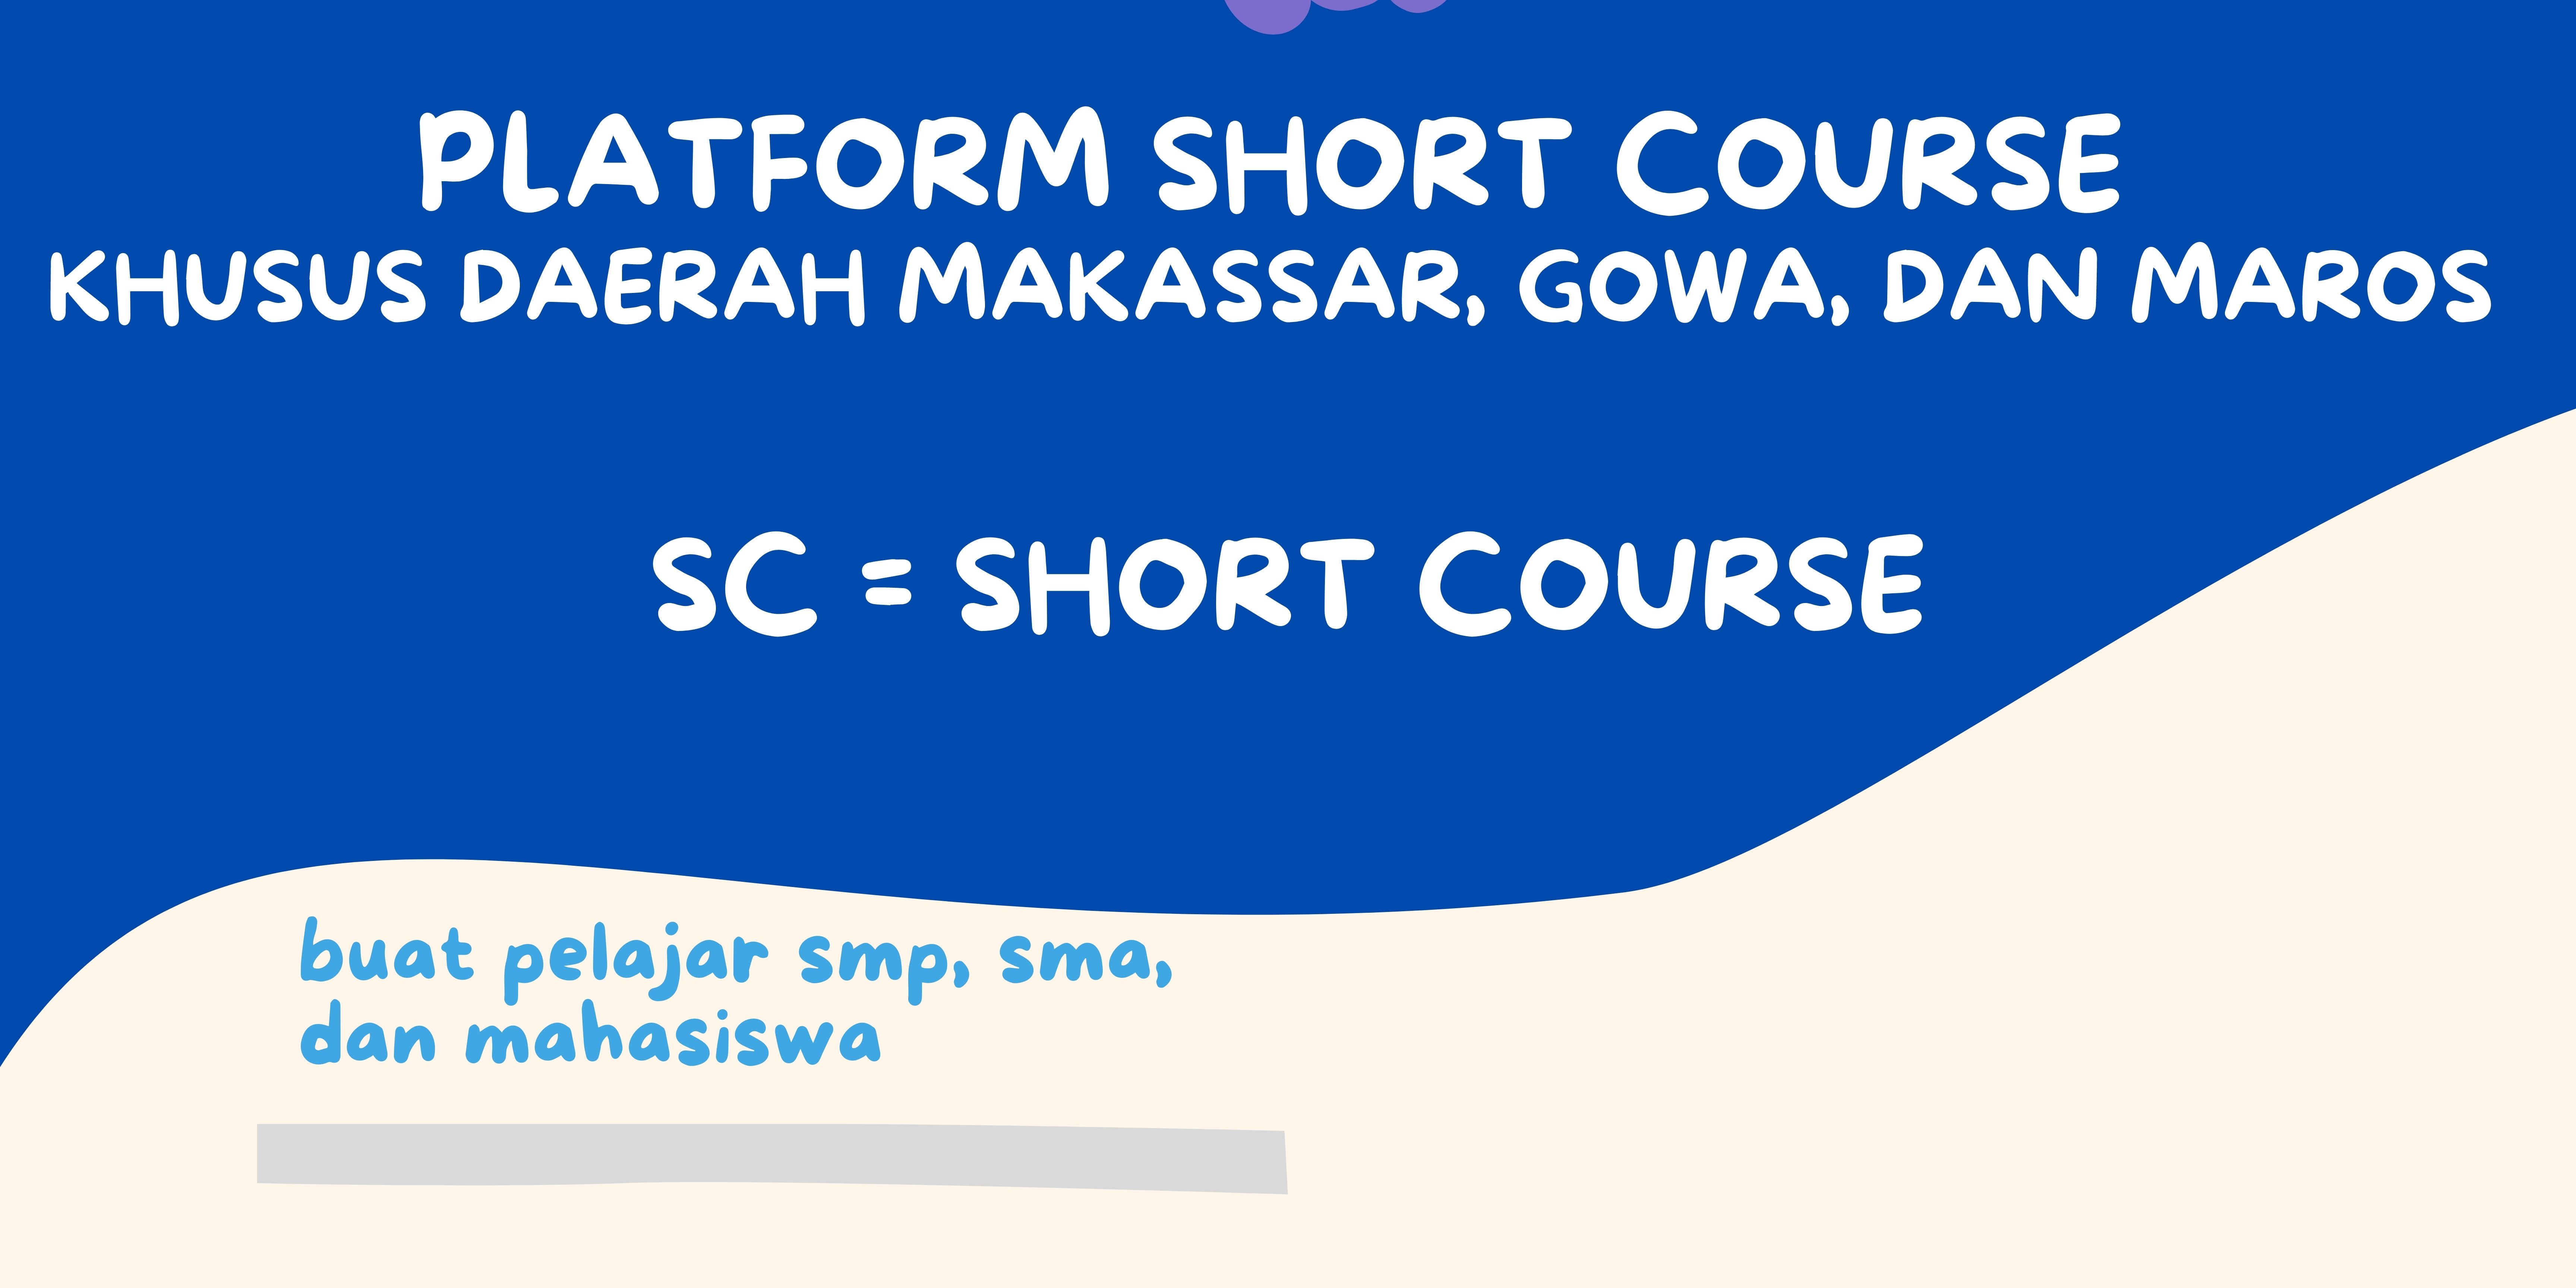 PLATFORM SHORT COURSE
KHUSUS DAERAH MAKASSAR, GOWA, DAN MAROS
SC = SHORT COURSE
buat pelajar smp, sma,
dan mahasiswa